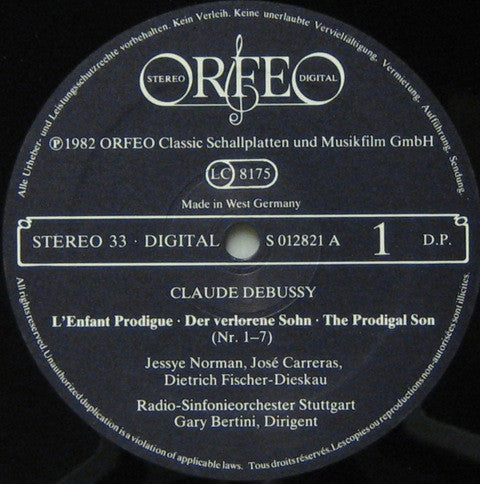 Alle Urheber- und Leistungsschutzrechte vorbehalten. Kein Verleih. Keine unerlaubte Vervielfältigung, Vermietung, Aufführung, Sendung.
STEREO ORFEO DIGITAL
Ⓟ1982 ORFEO Classic Schallplatten und Musikfilm GmbH
LC 8175
Made in West Germany
STEREO 33 · DIGITAL S 012821 A 1 D.P.
CLAUDE DEBUSSY
L'Enfant Prodigue · Der verlorene Sohn · The Prodigal Son
(Nr. 1–7)
Jessye Norman, José Carreras,
Dietrich Fischer-Dieskau
Radio-Sinfonieorchester Stuttgart
Gary Bertini, Dirigent
All rights reserved. Unauthorized duplication is a violation of applicable laws. Tous droits réservés. Les copies ou reproductions non autorisées sont illicites.